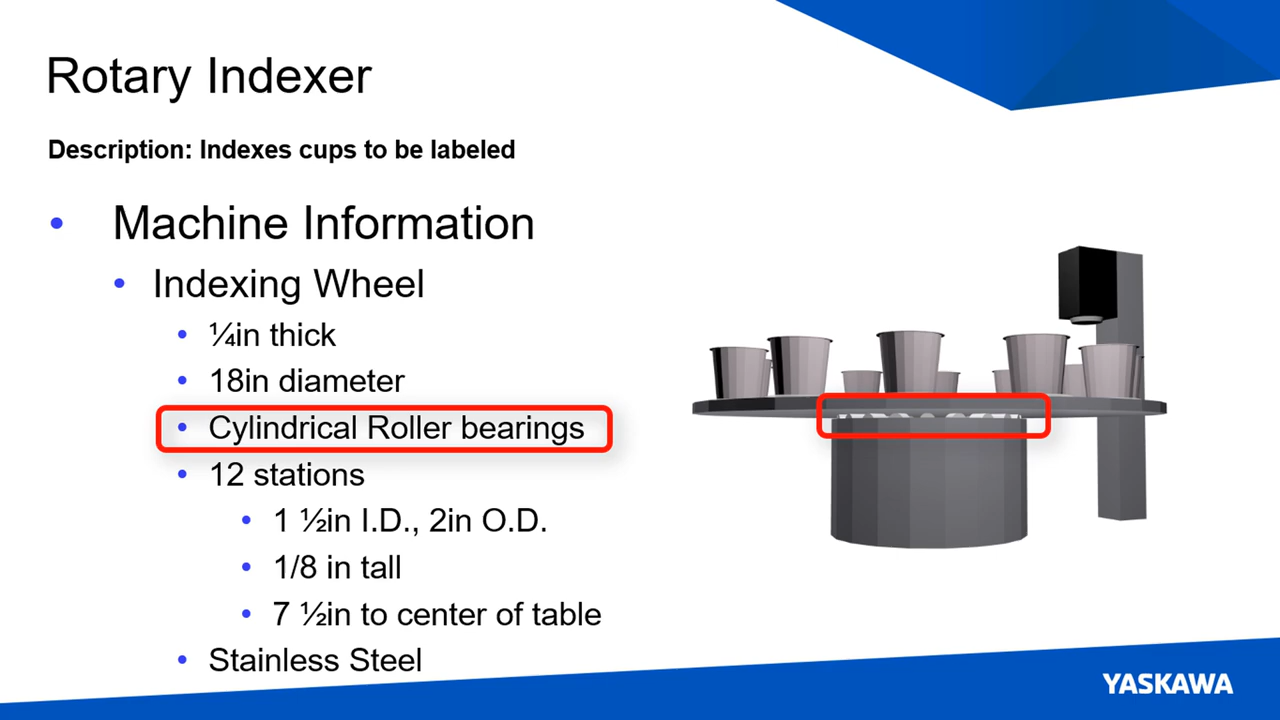 Rotary Indexer
Description: Indexes cups to be labeled
• Machine Information
• Indexing Wheel
• ¼in thick
• 18in diameter
• Cylindrical Roller bearings
• 12 stations
• 1 ½in I.D., 2in O.D.
• 1/8 in tall
• 7 ½in to center of table
• Stainless Steel
YASKAWA